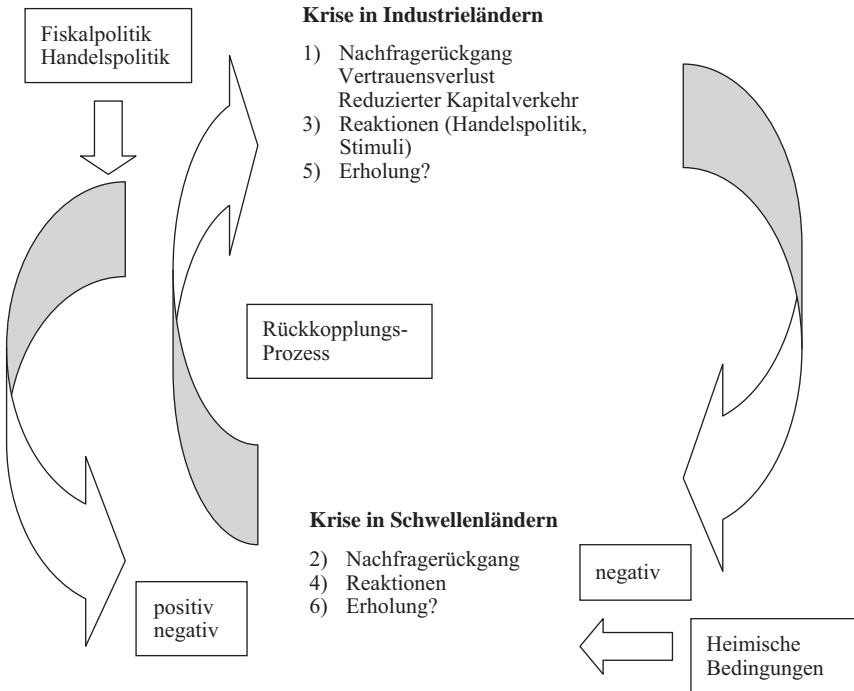 Fiskalpolitik
Handelspolitik
Krise in Industrieländern
1) Nachfragerückgang
Vertrauensverlust
Reduzierter Kapitalverkehr
3) Reaktionen (Handelspolitik,
Stimuli)
5) Erholung?
Rückkopplungs-
Prozess
Krise in Schwellenländern
2) Nachfragerückgang
4) Reaktionen
6) Erholung?
negativ
positiv
negativ
Heimische
Bedingungen